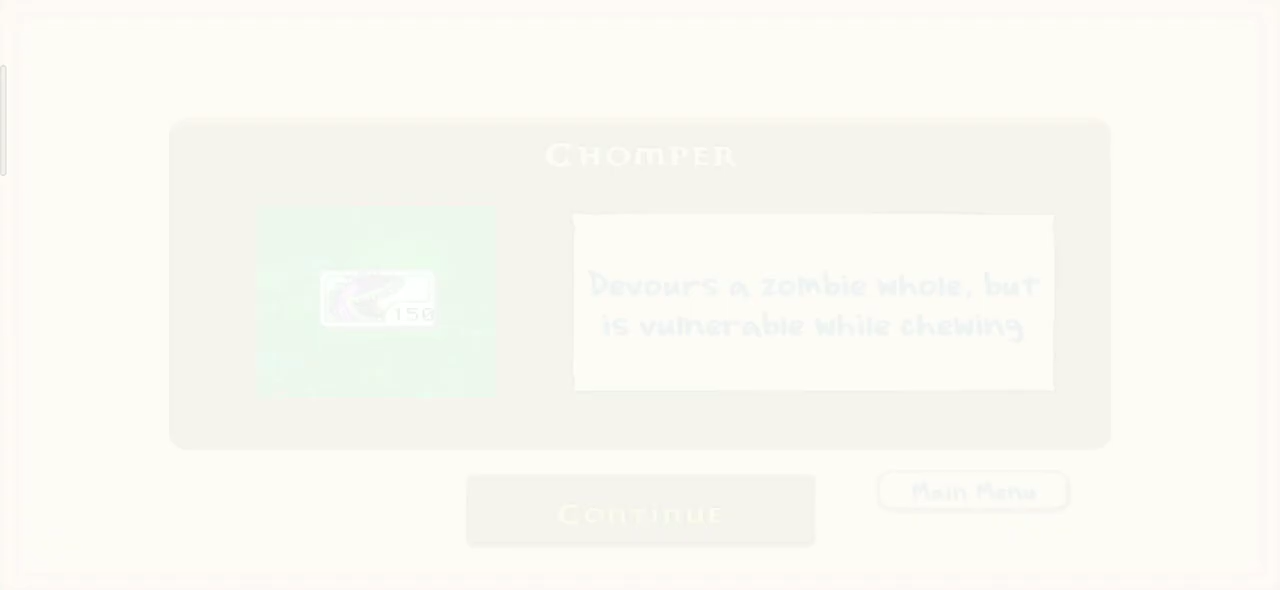 CHOMPER
150
Devours a zombie whole, but
is vulnerable while chewing
CONTINUE
Main Menu